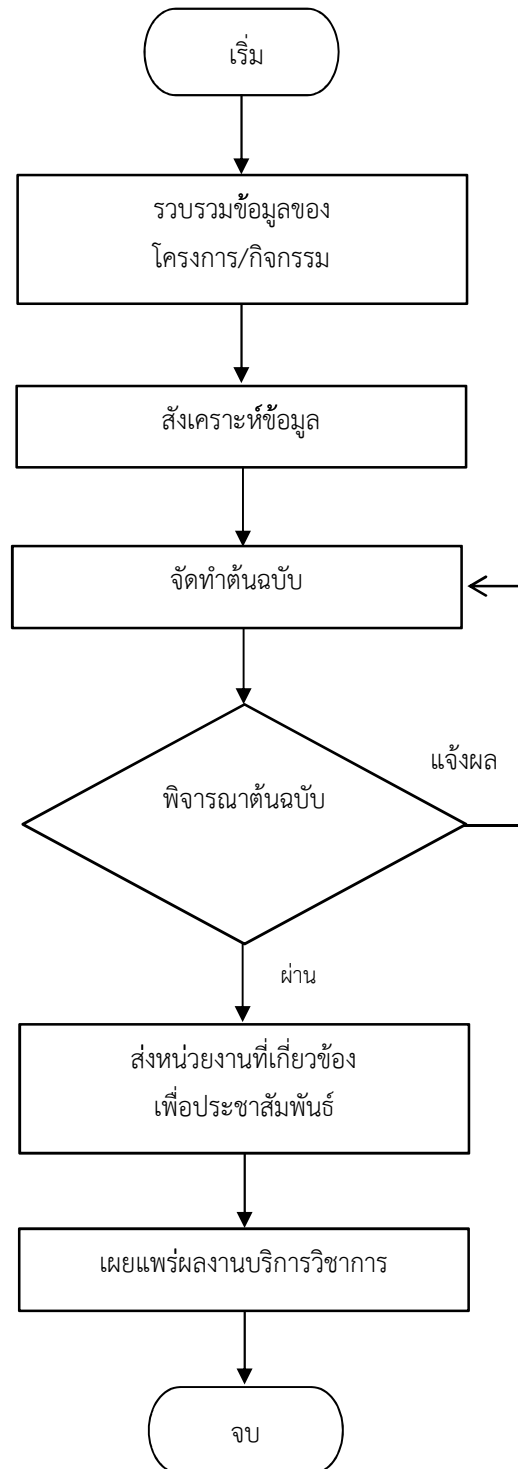 เริ่ม
รวบรวมข้อมูลของ
โครงการ/กิจกรรม
สังเคราะห์ข้อมูล
จัดทำต้นฉบับ
แจ้งผล
พิจารณาต้นฉบับ
ผ่าน
ส่งหน่วยงานที่เกี่ยวข้อง
เพื่อประชาสัมพันธ์
เผยแพร่ผลงานบริการวิชาการ
จบ